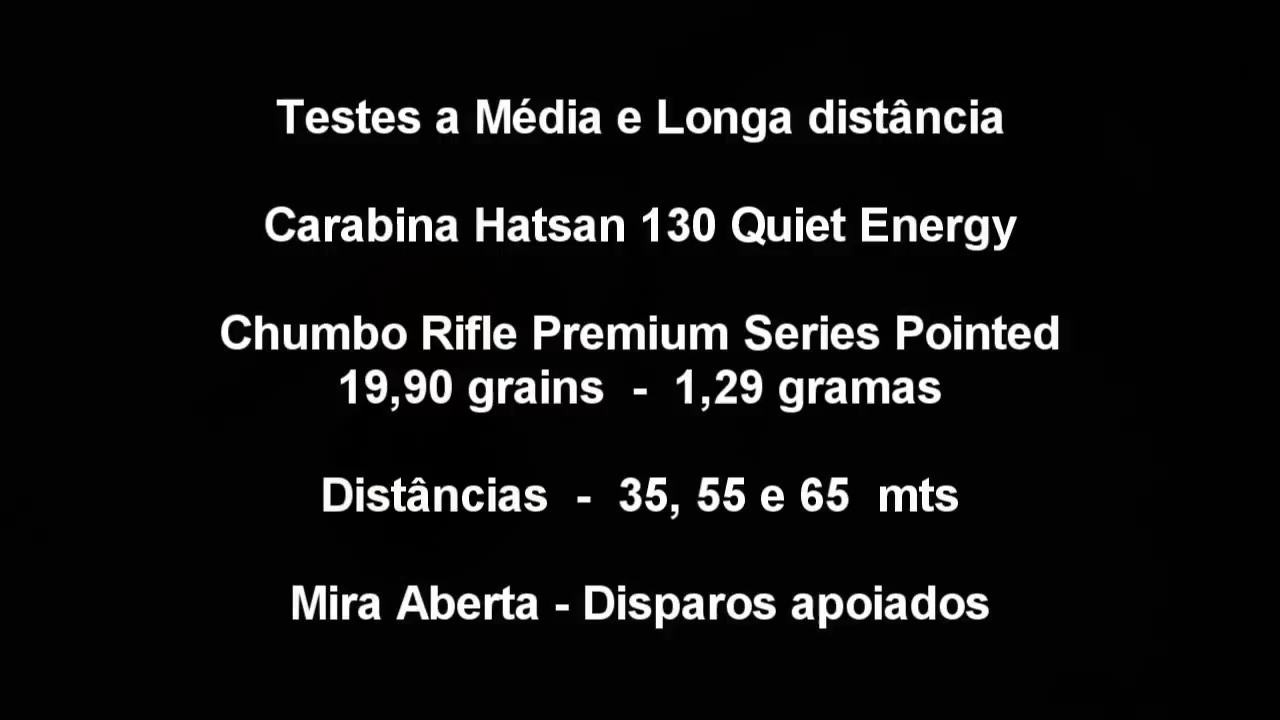 Testes a Média e Longa distância
Carabina Hatsan 130 Quiet Energy
Chumbo Rifle Premium Series Pointed
19,90 grains - 1,29 gramas
Distâncias - 35, 55 e 65 mts
Mira Aberta - Disparos apoiados